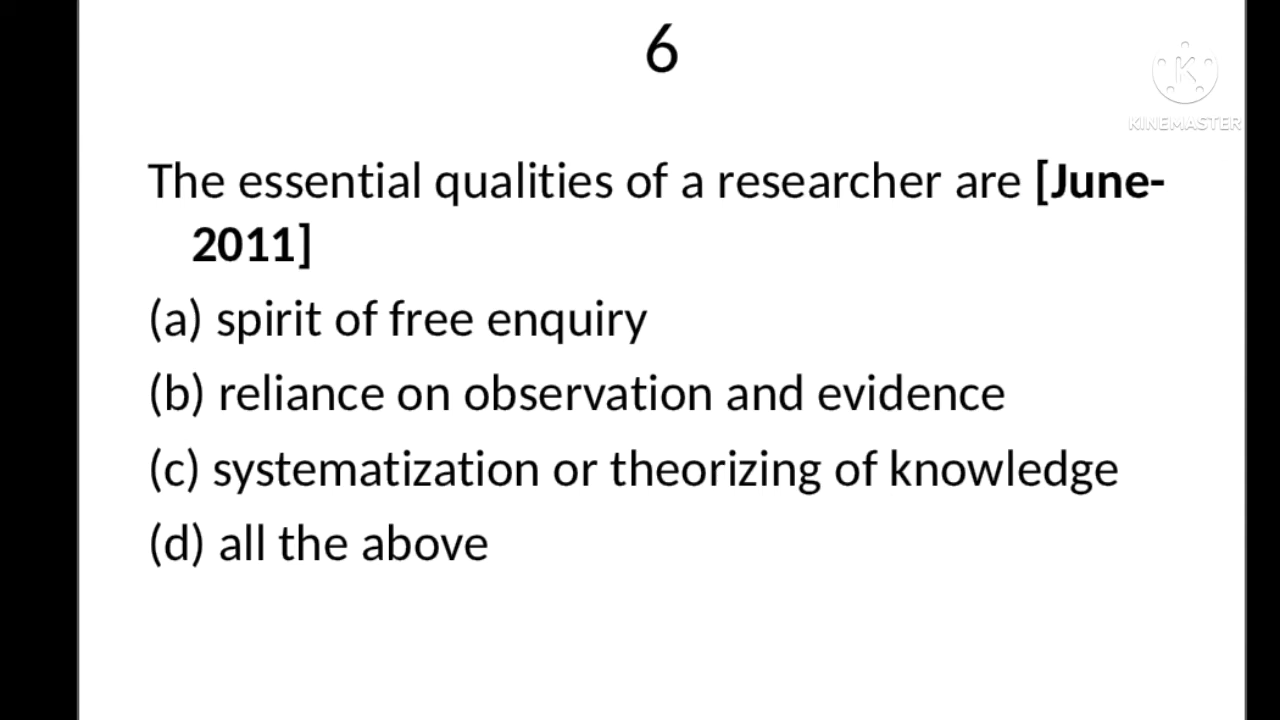 6
KINEMASTER
The essential qualities of a researcher are [June-
2011]
(a) spirit of free enquiry
(b) reliance on observation and evidence
(c) systematization or theorizing of knowledge
(d) all the above